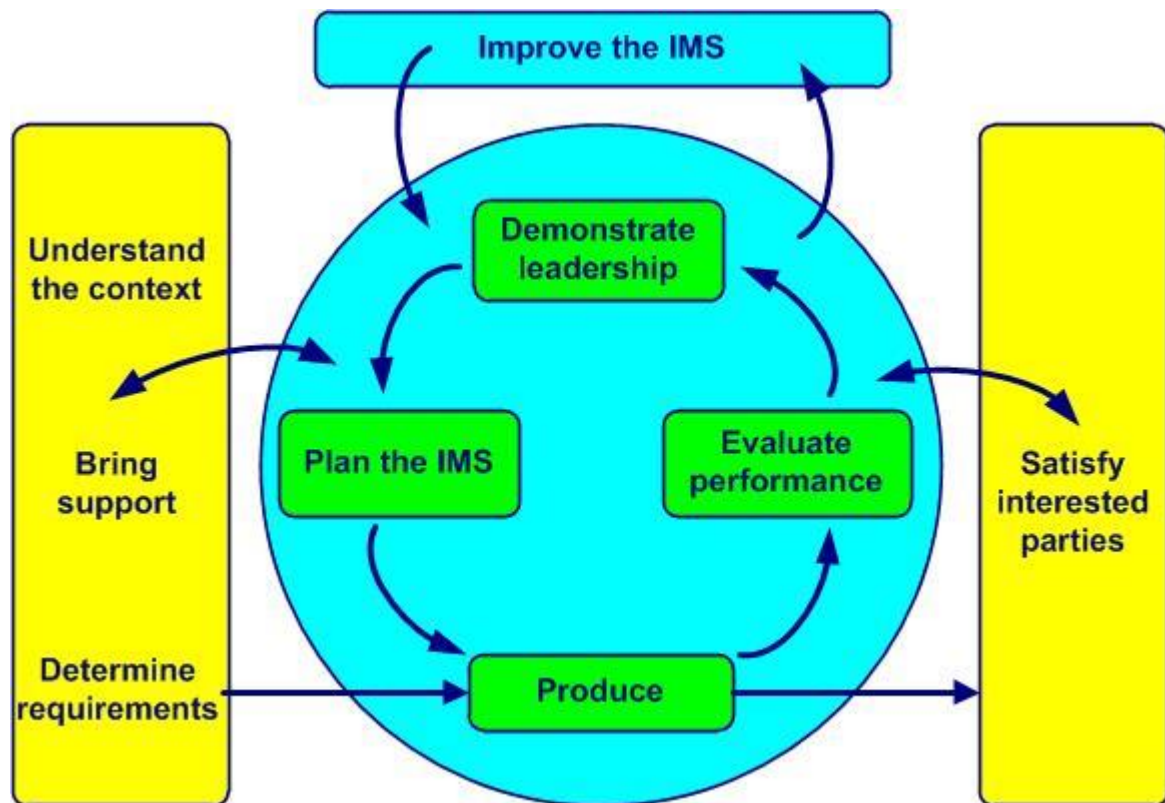 Improve the IMS
Understand
the context
Bring
support
Determine
requirements
Demonstrate
leadership
Plan the IMS
Evaluate
performance
Produce
Satisfy
interested
parties